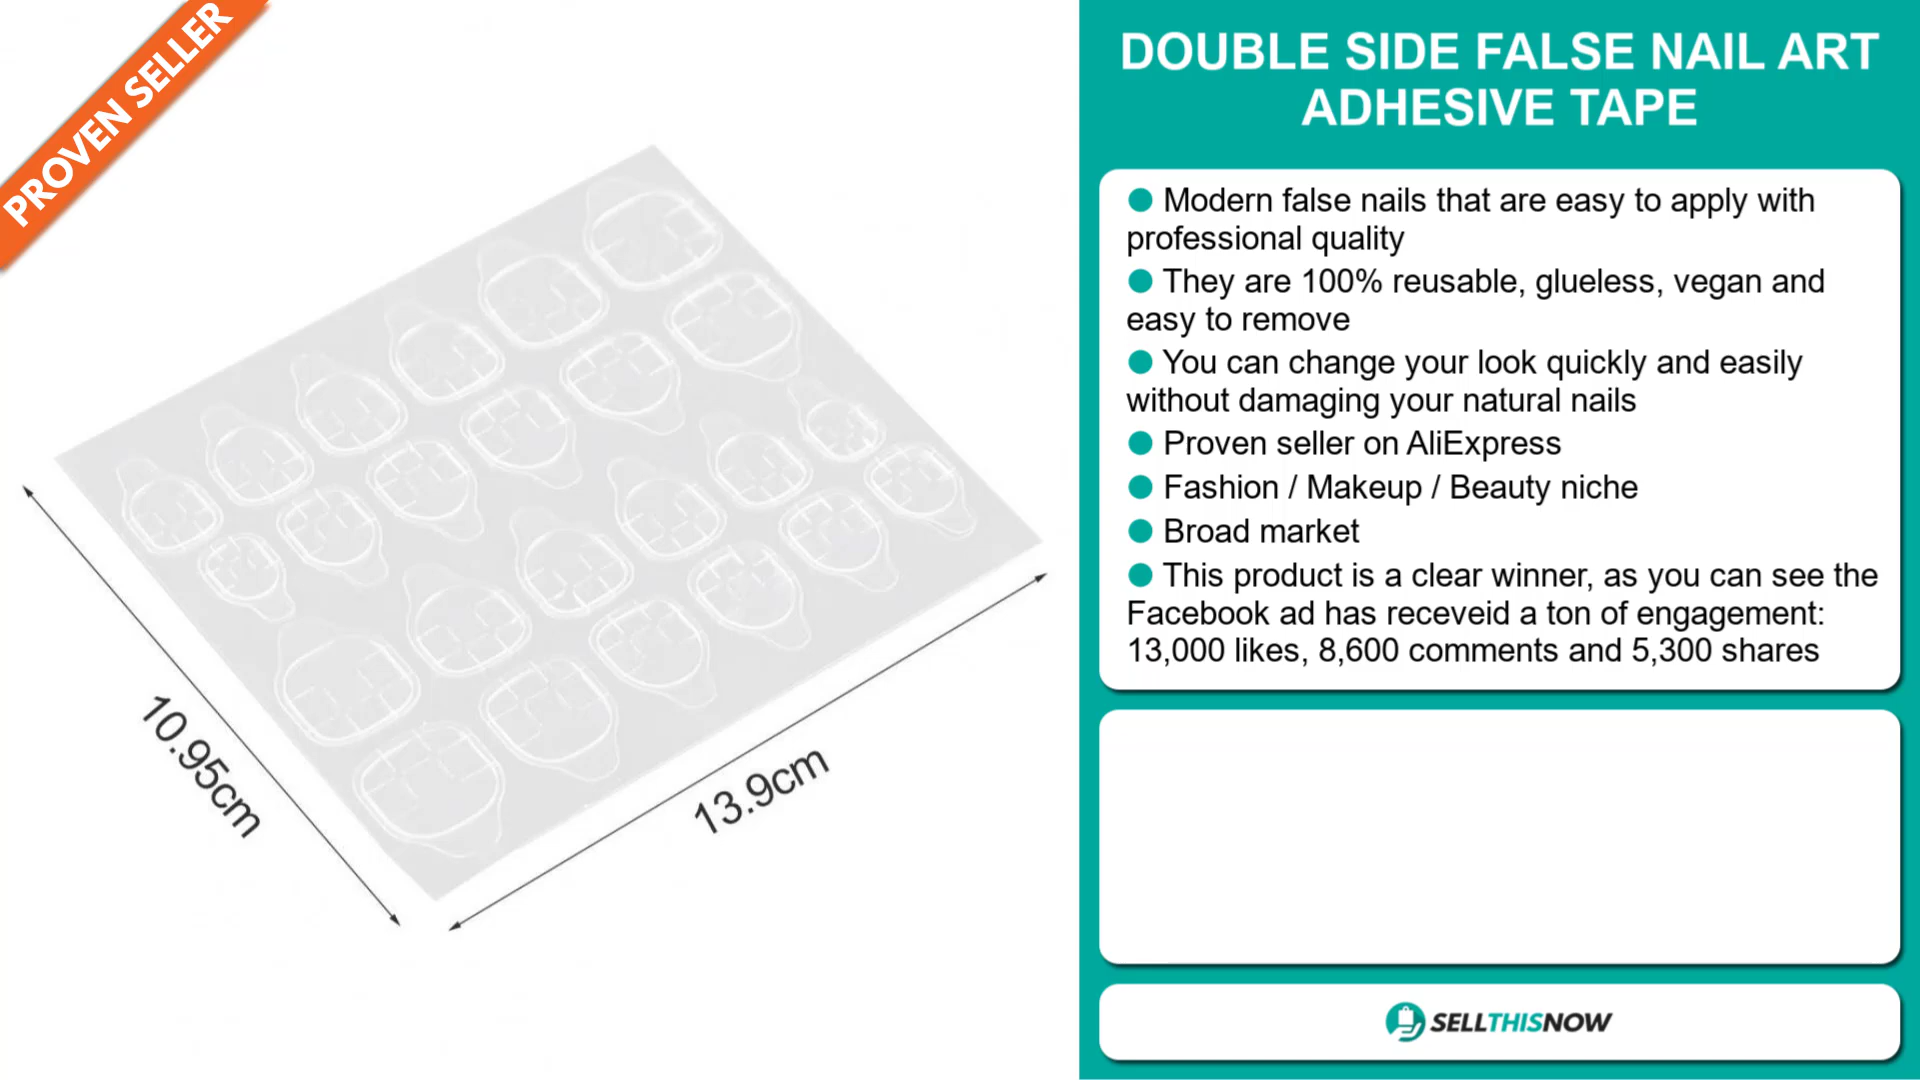 PROVEN SELLER
DOUBLE SIDE FALSE NAIL ART
ADHESIVE TAPE
● Modern false nails that are easy to apply with
professional quality
● They are 100% reusable, glueless, vegan and
easy to remove
● You can change your look quickly and easily
without damaging your natural nails
● Proven seller on AliExpress
● Fashion / Makeup / Beauty niche
● Broad market
● This product is a clear winner, as you can see the
Facebook ad has receveid a ton of engagement:
13,000 likes, 8,600 comments and 5,300 shares
10.95cm
13.9cm
SELLTHISNOW